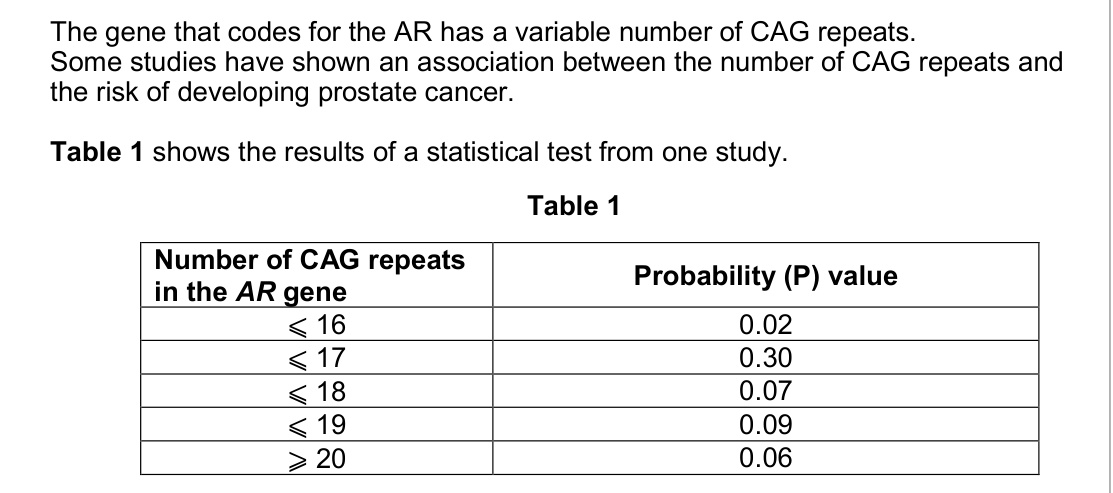 The gene that codes for the AR has a variable number of CAG repeats.
Some studies have shown an association between the number of CAG repeats and
the risk of developing prostate cancer.
Table 1 shows the results of a statistical test from one study.
Table 1
Number of CAG repeats
in the AR gene
Probability (P) value
⩽ 16 0.02
⩽ 17 0.30
⩽ 18 0.07
⩽ 19 0.09
⩾ 20 0.06